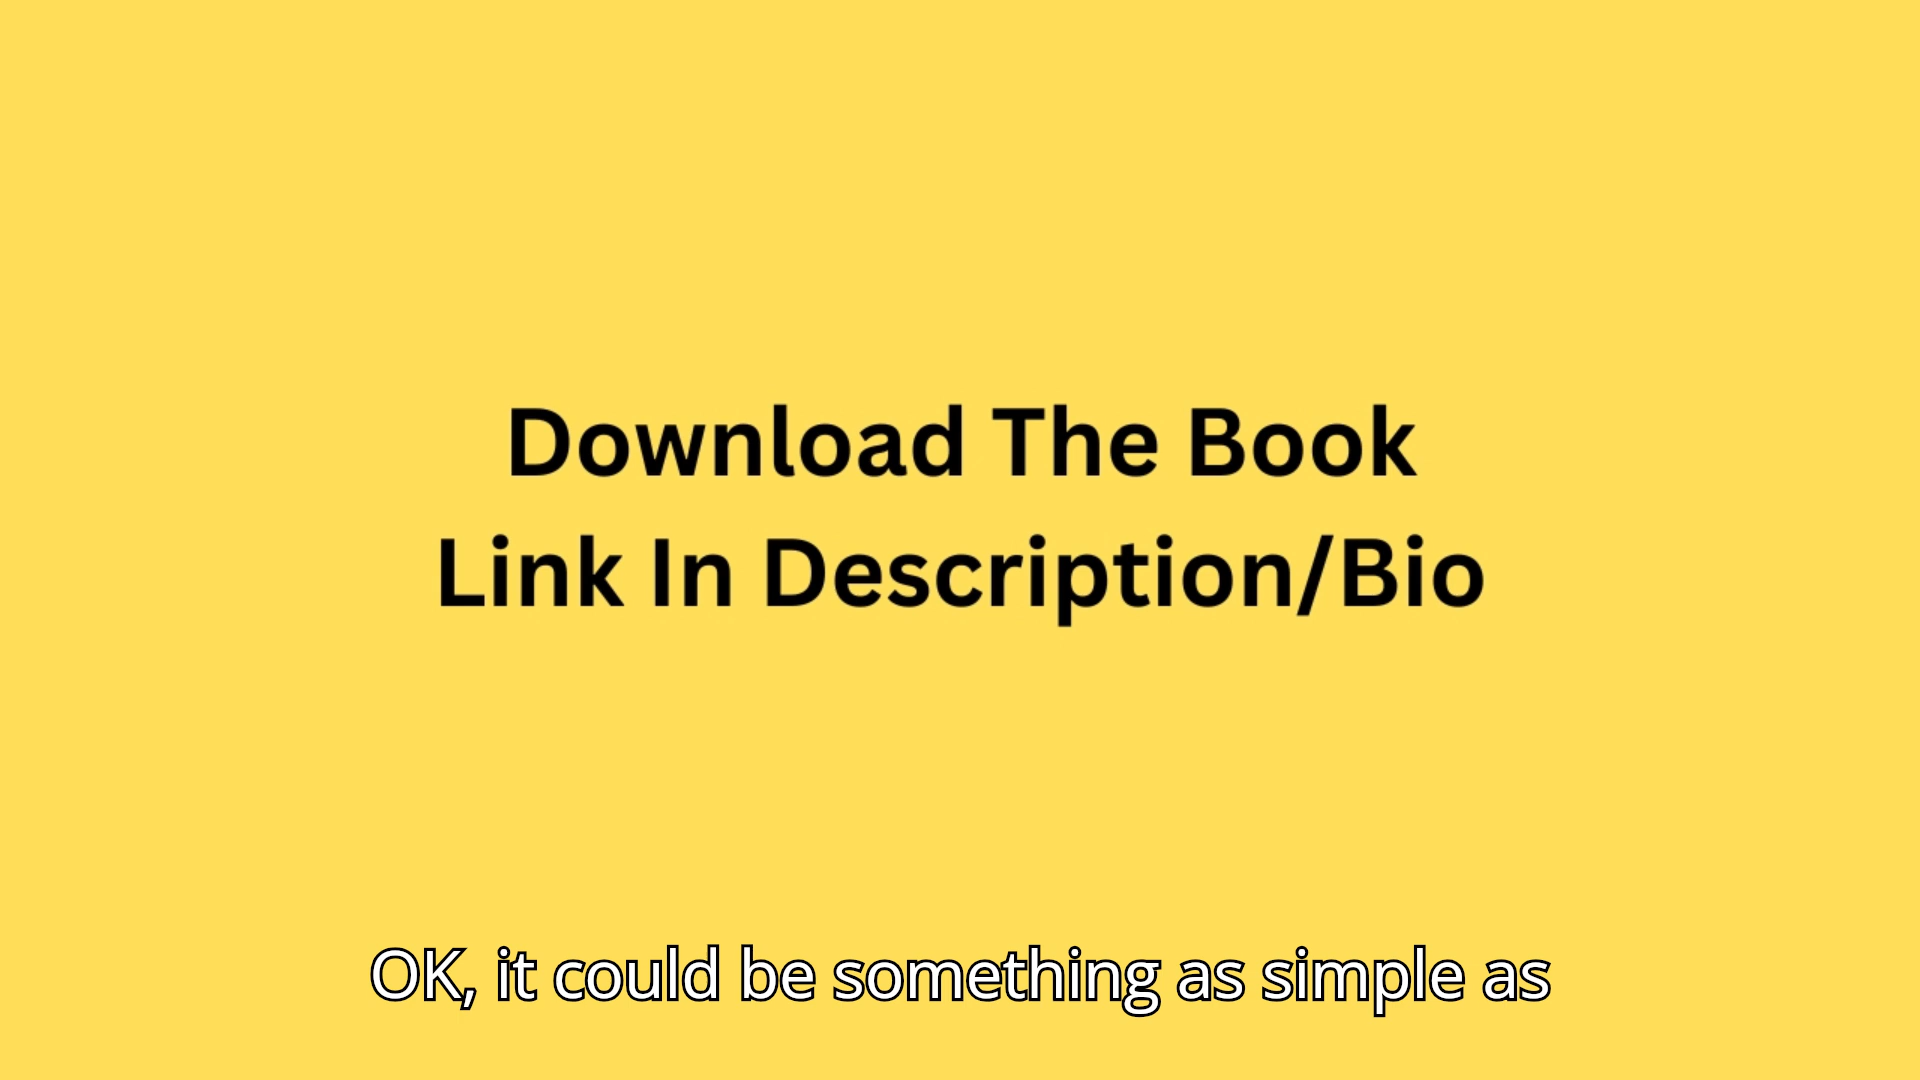 Download The Book
Link In Description/Bio
OK, it could be something as simple as